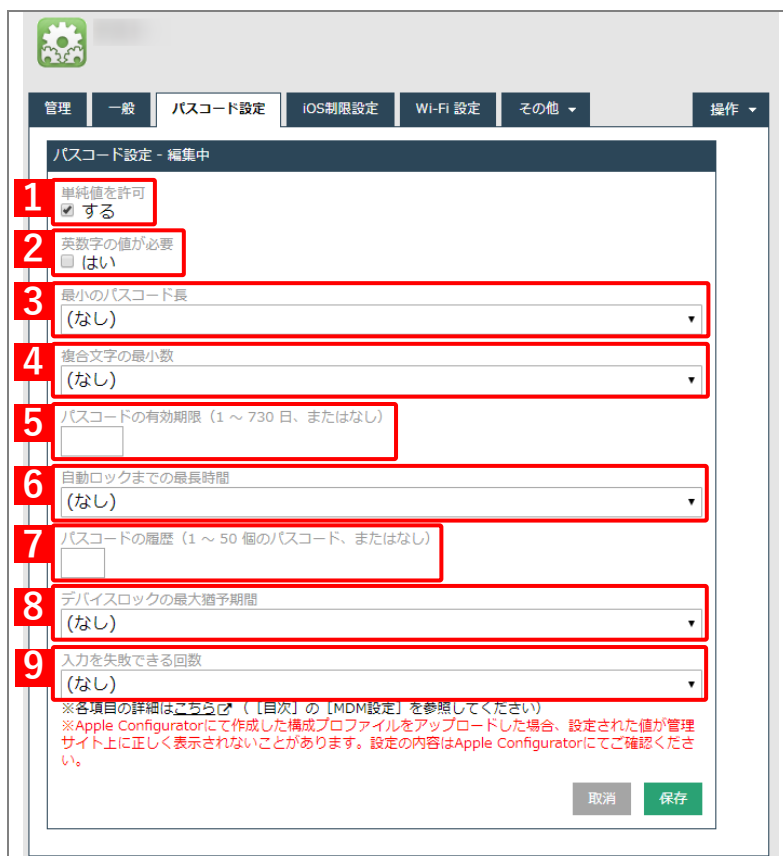 管理 一般 パスコード設定 iOS制限設定 Wi-Fi 設定 その他 操作
パスコード設定 - 編集中
1 単純値を許可
する
2 英数字の値が必要
はい
3 最小のパスコード長
(なし)
4 複合文字の最小数
(なし)
5 パスコードの有効期限（1 ～ 730 日、またはなし）
6 自動ロックまでの最長時間
(なし)
7 パスコードの履歴（1 ～ 50 個のパスコード、またはなし）
8 デバイスロックの最大猶予期間
(なし)
9 入力を失敗できる回数
(なし)
※各項目の詳細はこちら（［目次］の［MDM設定］を参照してください）
※Apple Configuratorにて作成した構成プロファイルをアップロードした場合、設定された値が管理
サイト上に正しく表示されないことがあります。設定の内容はApple Configuratorにてご確認くださ
い。
取消 保存